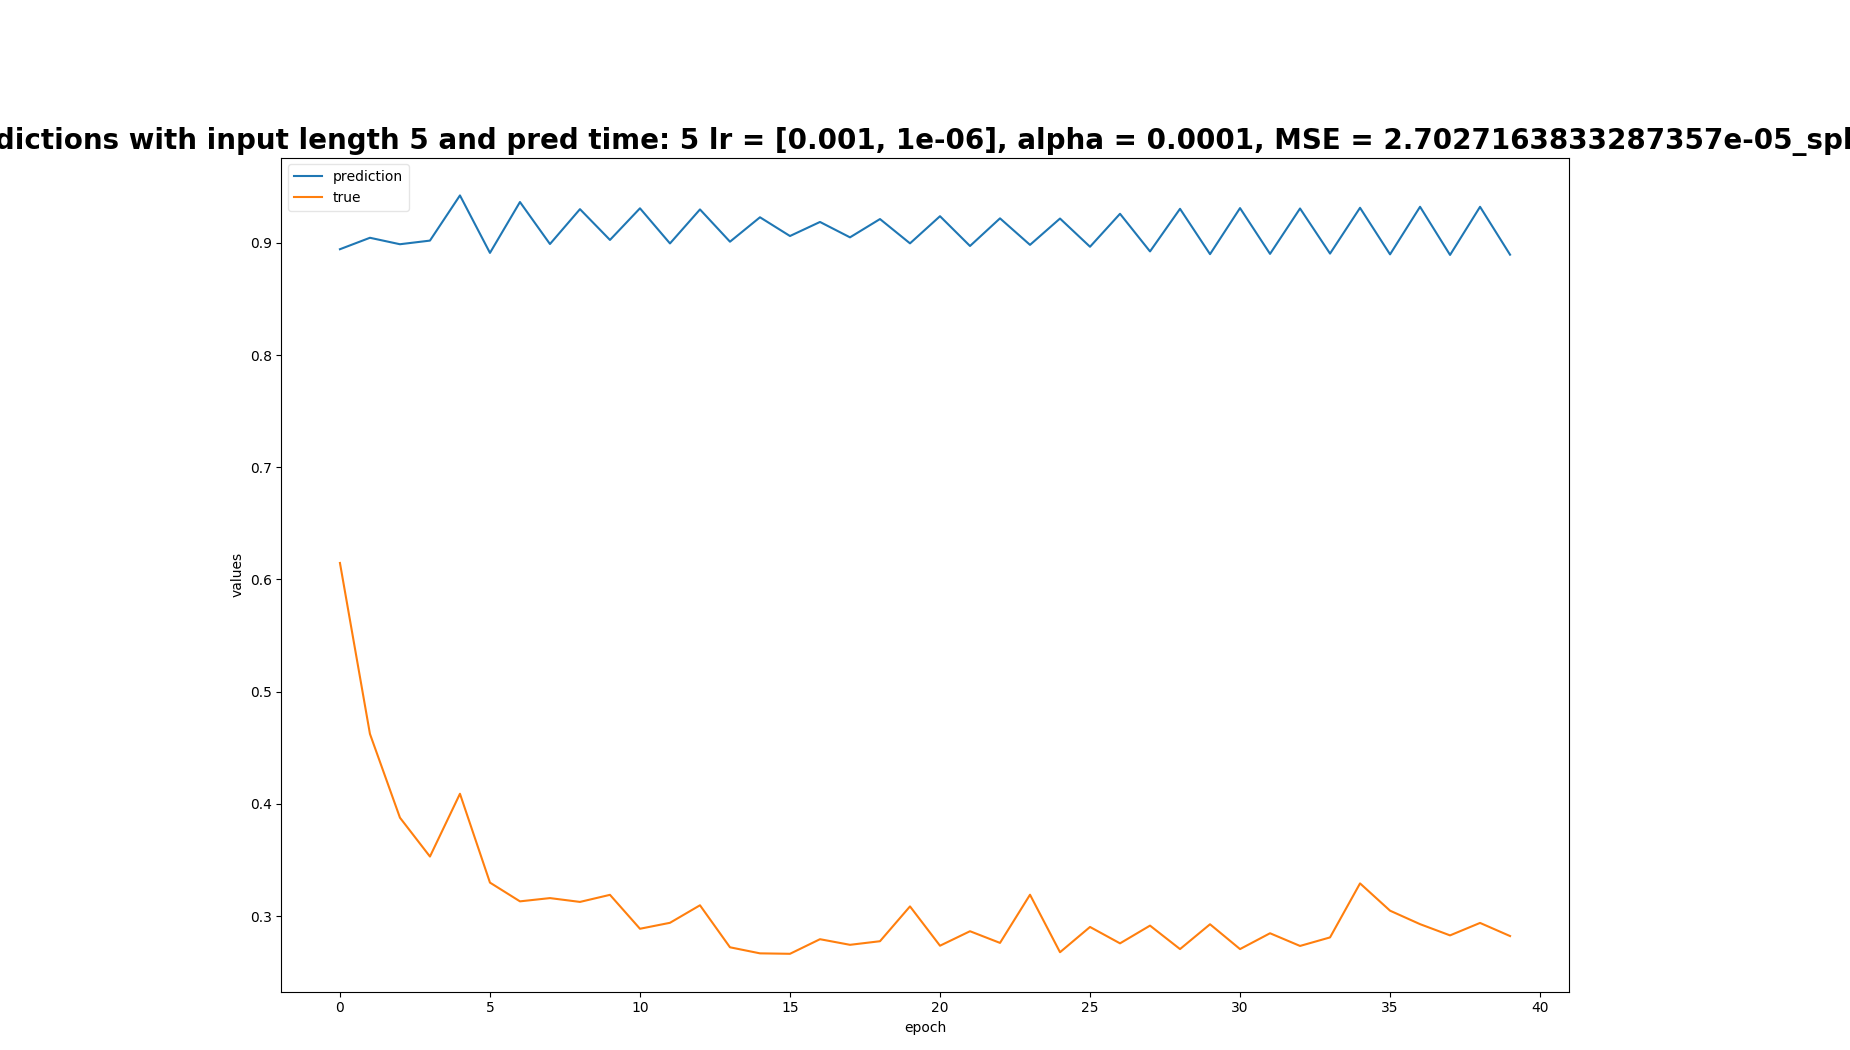 dictions with input length 5 and pred time: 5 lr = [0.001, 1e-06], alpha = 0.0001, MSE = 2.7027163833287357e-05_spl
prediction
true
0.9
0.8
0.7
0.6
0.5
0.4
0.3
values
0 5 10 15 20 25 30 35 40
epoch